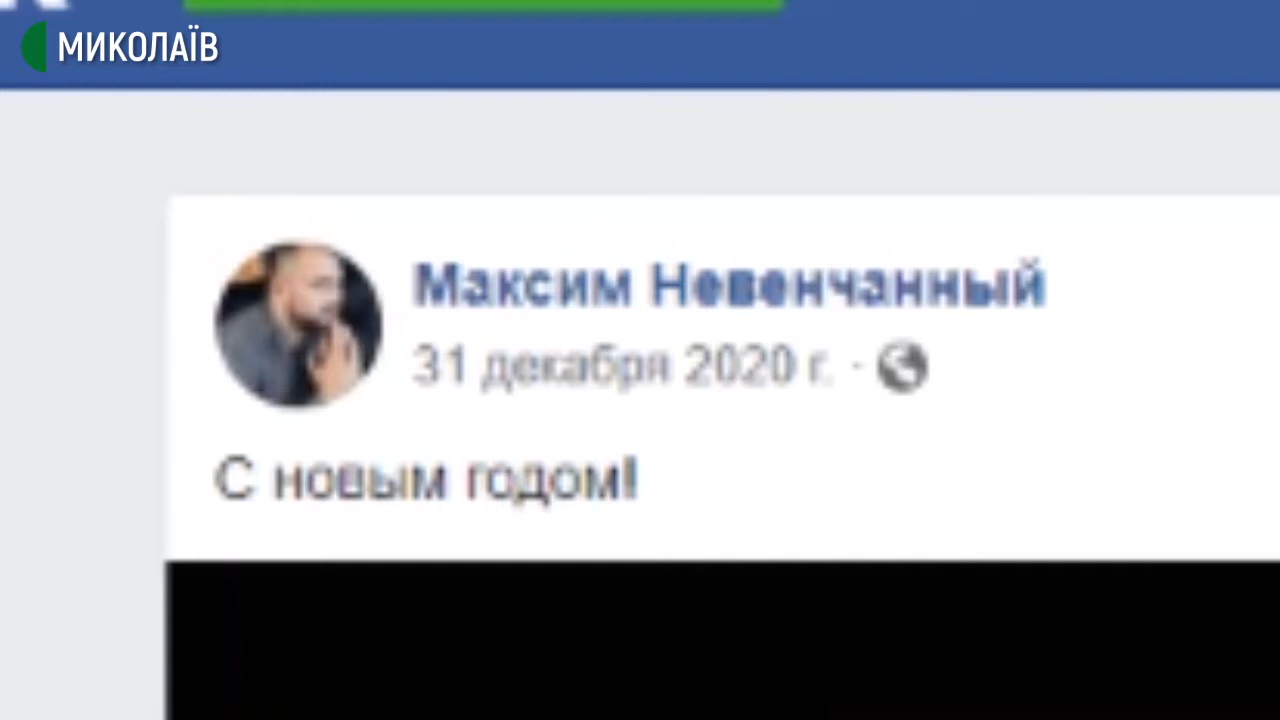 МИКОЛАЇВ
Максим Невенчанный
31 декабря 2020 г.
С новым годом!